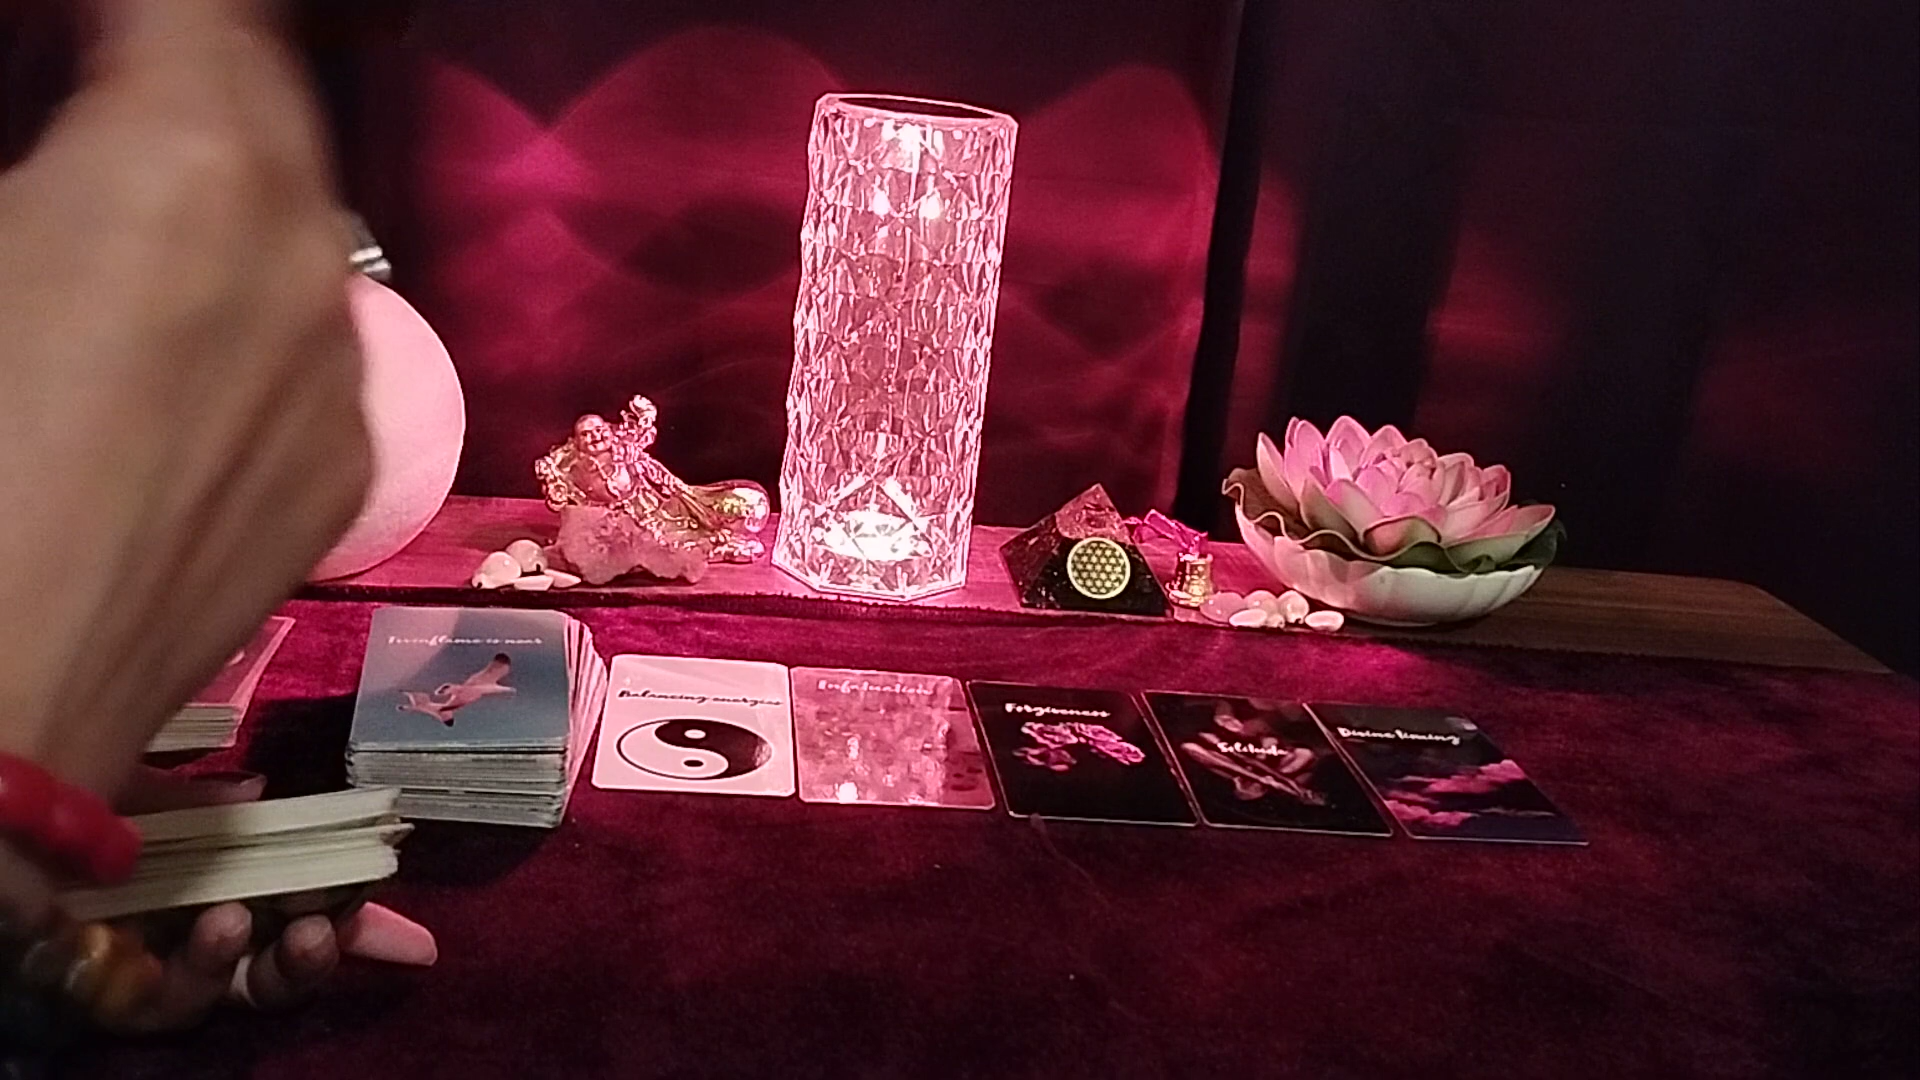 Twinflame is near
Balancing energies
Infatuation
Forgiveness
Solitude
Divine timing